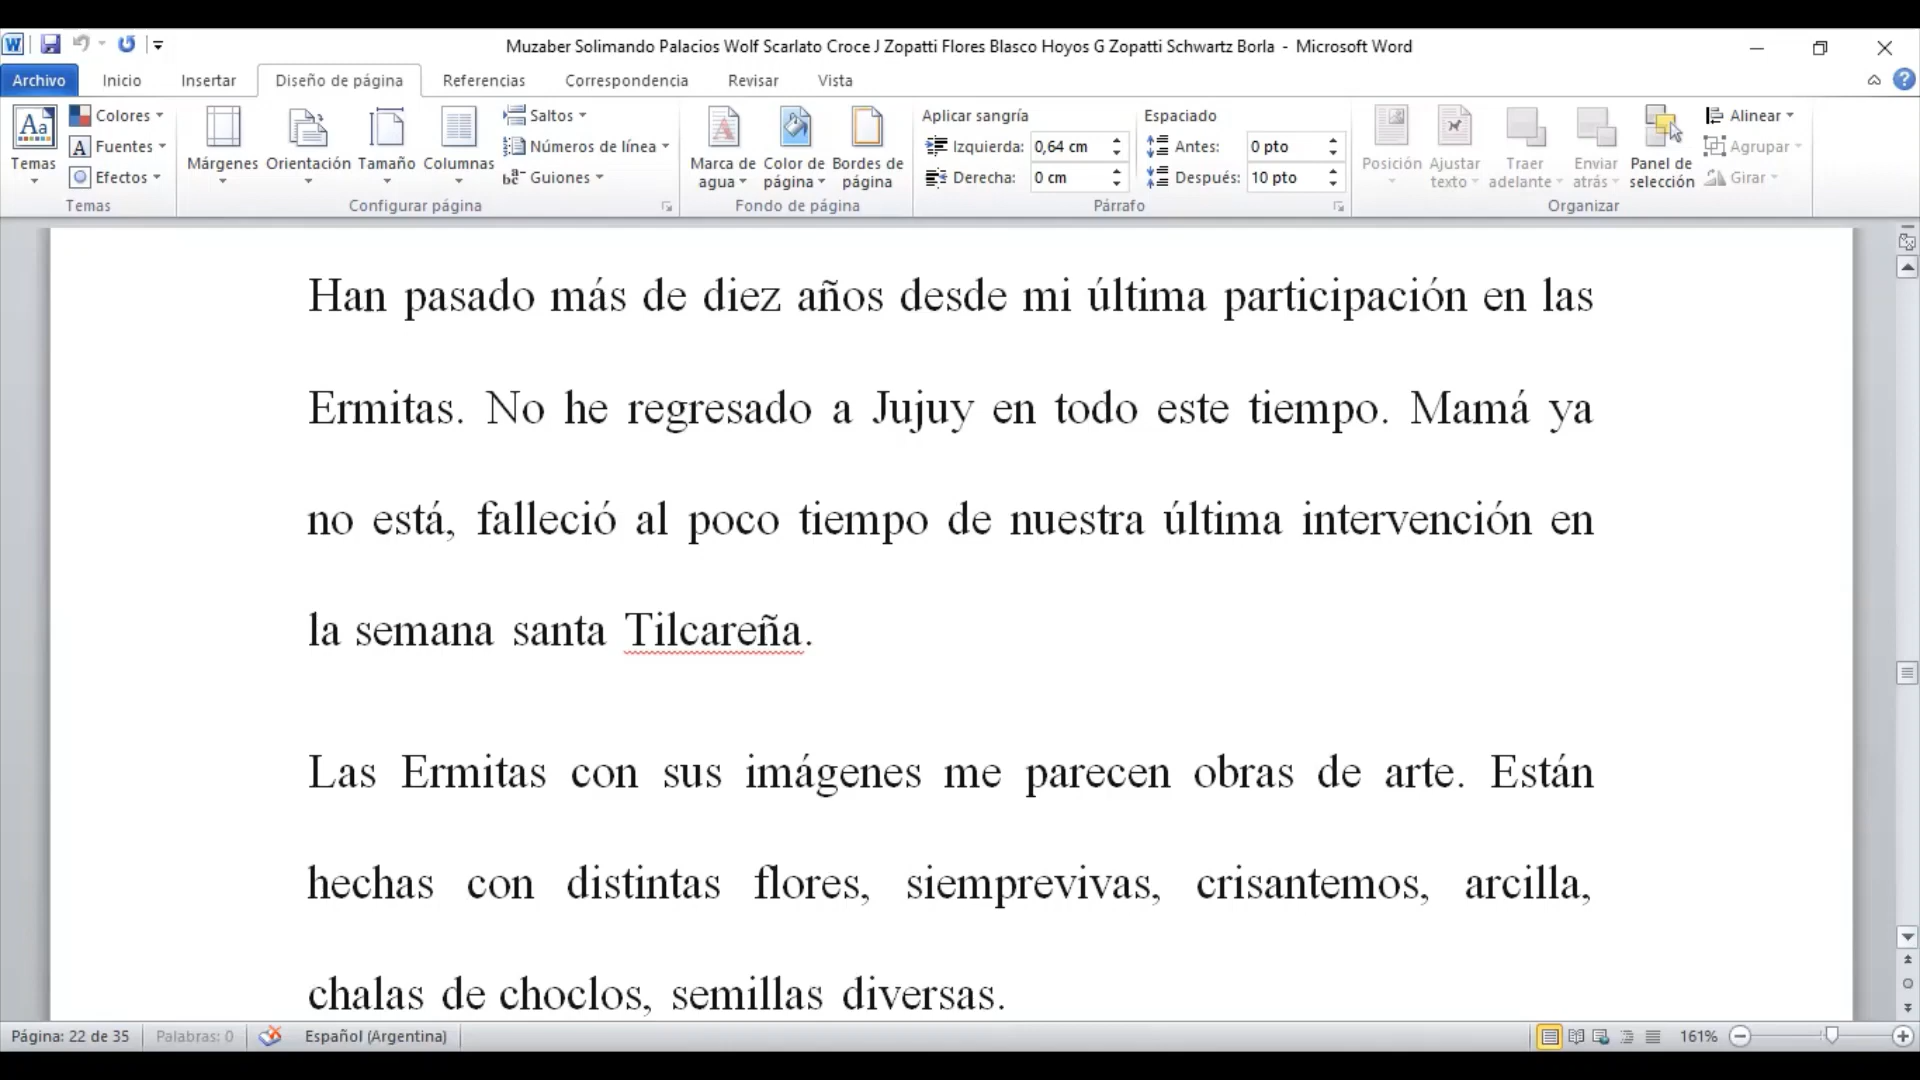 Muzaber Solimando Palacios Wolf Scarlato Croce J Zopatti Flores Blasco Hoyos G Zopatti Schwartz Borla - Microsoft Word
Archivo Inicio Insertar Diseño de página Referencias Correspondencia Revisar Vista
Temas
Colores
Fuentes
Efectos
Temas
Márgenes Orientación Tamaño Columnas
Saltos
Números de línea
Guiones
Configurar página
Marca de agua
Color de página
Bordes de página
Fondo de página
Aplicar sangría
Izquierda: 0,64 cm
Derecha: 0 cm
Espaciado
Antes: 0 pto
Después: 10 pto
Párrafo
Posición
Ajustar texto
Traer adelante
Enviar atrás
Panel de selección
Alinear
Agrupar
Girar
Organizar
Han pasado más de diez años desde mi última participación en las
Ermitas. No he regresado a Jujuy en todo este tiempo. Mamá ya
no está, falleció al poco tiempo de nuestra última intervención en
la semana santa Tilcareña.
Las Ermitas con sus imágenes me parecen obras de arte. Están
hechas con distintas flores, siemprevivas, crisantemos, arcilla,
chalas de choclos, semillas diversas.
Página: 22 de 35 Palabras: 0 Español (Argentina) 161%